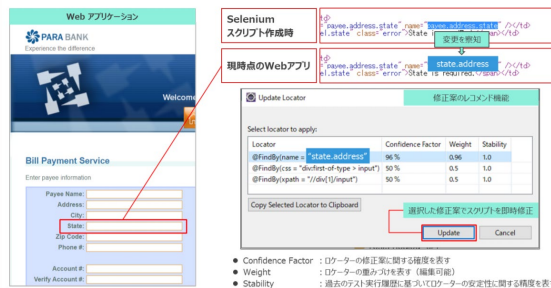 Web アプリケーション
PARA BANK
Experience the difference
Welcome
Bill Payment Service
Enter payee information
Payee Name:
Address:
City:
State:
Zip Code:
Phone #:
Account #:
Verify Account #:
Selenium
スクリプト作成時
td>
"payee.address.state" name="payee.address.state" /></td>
el.state" class="error">State is
変更を察知
現時点のWebアプリ
td>
"payee.address.state" name=" state.address " /></td>
el.state" class="error">State is required.</span></td>
Update Locator
修正案のレコメンド機能
Select locator to apply:
Locator Confidence Factor Weight Stability
@FindBy(name = "state.address" 96 % 0.96 1.0
@FindBy(css = "div:first-of-type > input") 50 % 0.5 1.0
@FindBy(xpath = "//div[1]/input") 50 % 0.5 1.0
Copy Selected Locator to Clipboard
選択した修正案でスクリプトを即時修正
Update Cancel
● Confidence Factor : ロケーターの修正案に関する確度を表す
● Weight : ロケーターの重みづけを表す（編集可能）
● Stability : 過去のテスト実行履歴に基づいてロケーターの安定性に関する精度を表